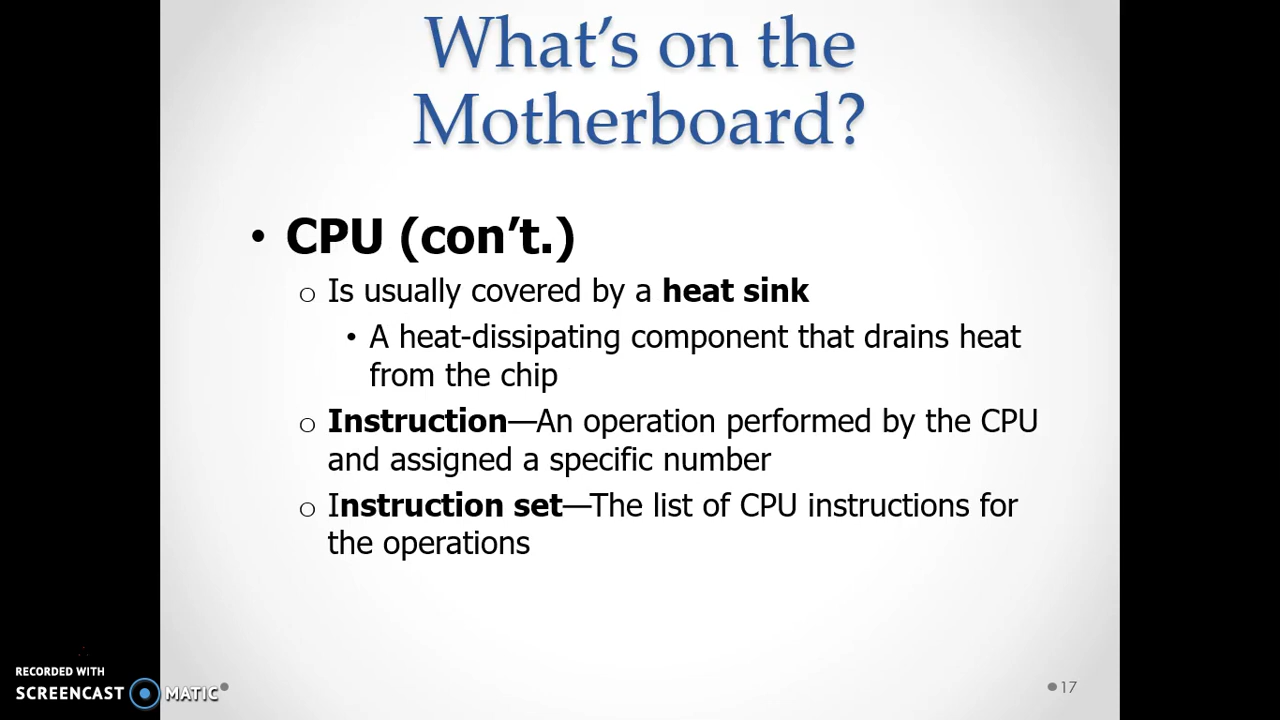 What’s on the
Motherboard?
• CPU (con’t.)
o Is usually covered by a heat sink
• A heat-dissipating component that drains heat
from the chip
o Instruction—An operation performed by the CPU
and assigned a specific number
o Instruction set—The list of CPU instructions for
the operations
RECORDED WITH
SCREENCAST MATIC
17